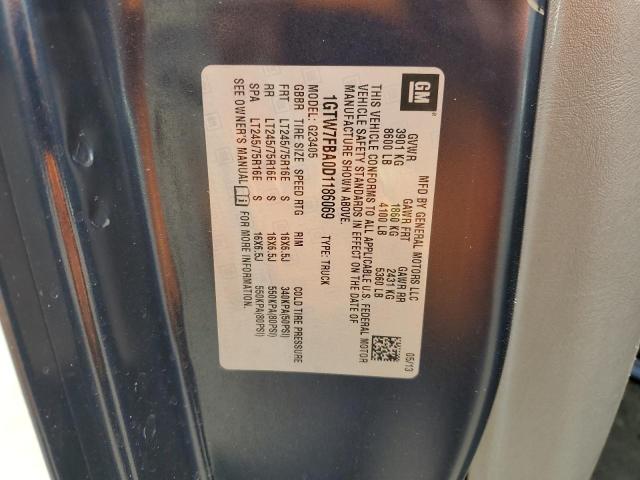 GM
MFD BY GENERAL MOTORS LLC
05/13
GVWR GAWR FRT GAWR RR
3901 KG 1860 KG 2431 KG
8600 LB 4100 LB 5360 LB
THIS VEHICLE CONFORMS TO ALL APPLICABLE U.S. FEDERAL MOTOR
VEHICLE SAFETY STANDARDS IN EFFECT ON THE DATE OF
MANUFACTURE SHOWN ABOVE.
1GTW7FBA0D1186069 TYPE: TRUCK
MODEL: G23405
GBBR TIRE SIZE SPEED RTG RIM COLD TIRE PRESSURE
FRT LT245/75R16E S 16X6.5J 340KPA(50PSI)
RR LT245/75R16E S 16X6.5J 550KPA(80PSI)
SPA LT245/75R16E S 16X6.5J 550KPA(80PSI)
SEE OWNER'S MANUAL FOR MORE INFORMATION.